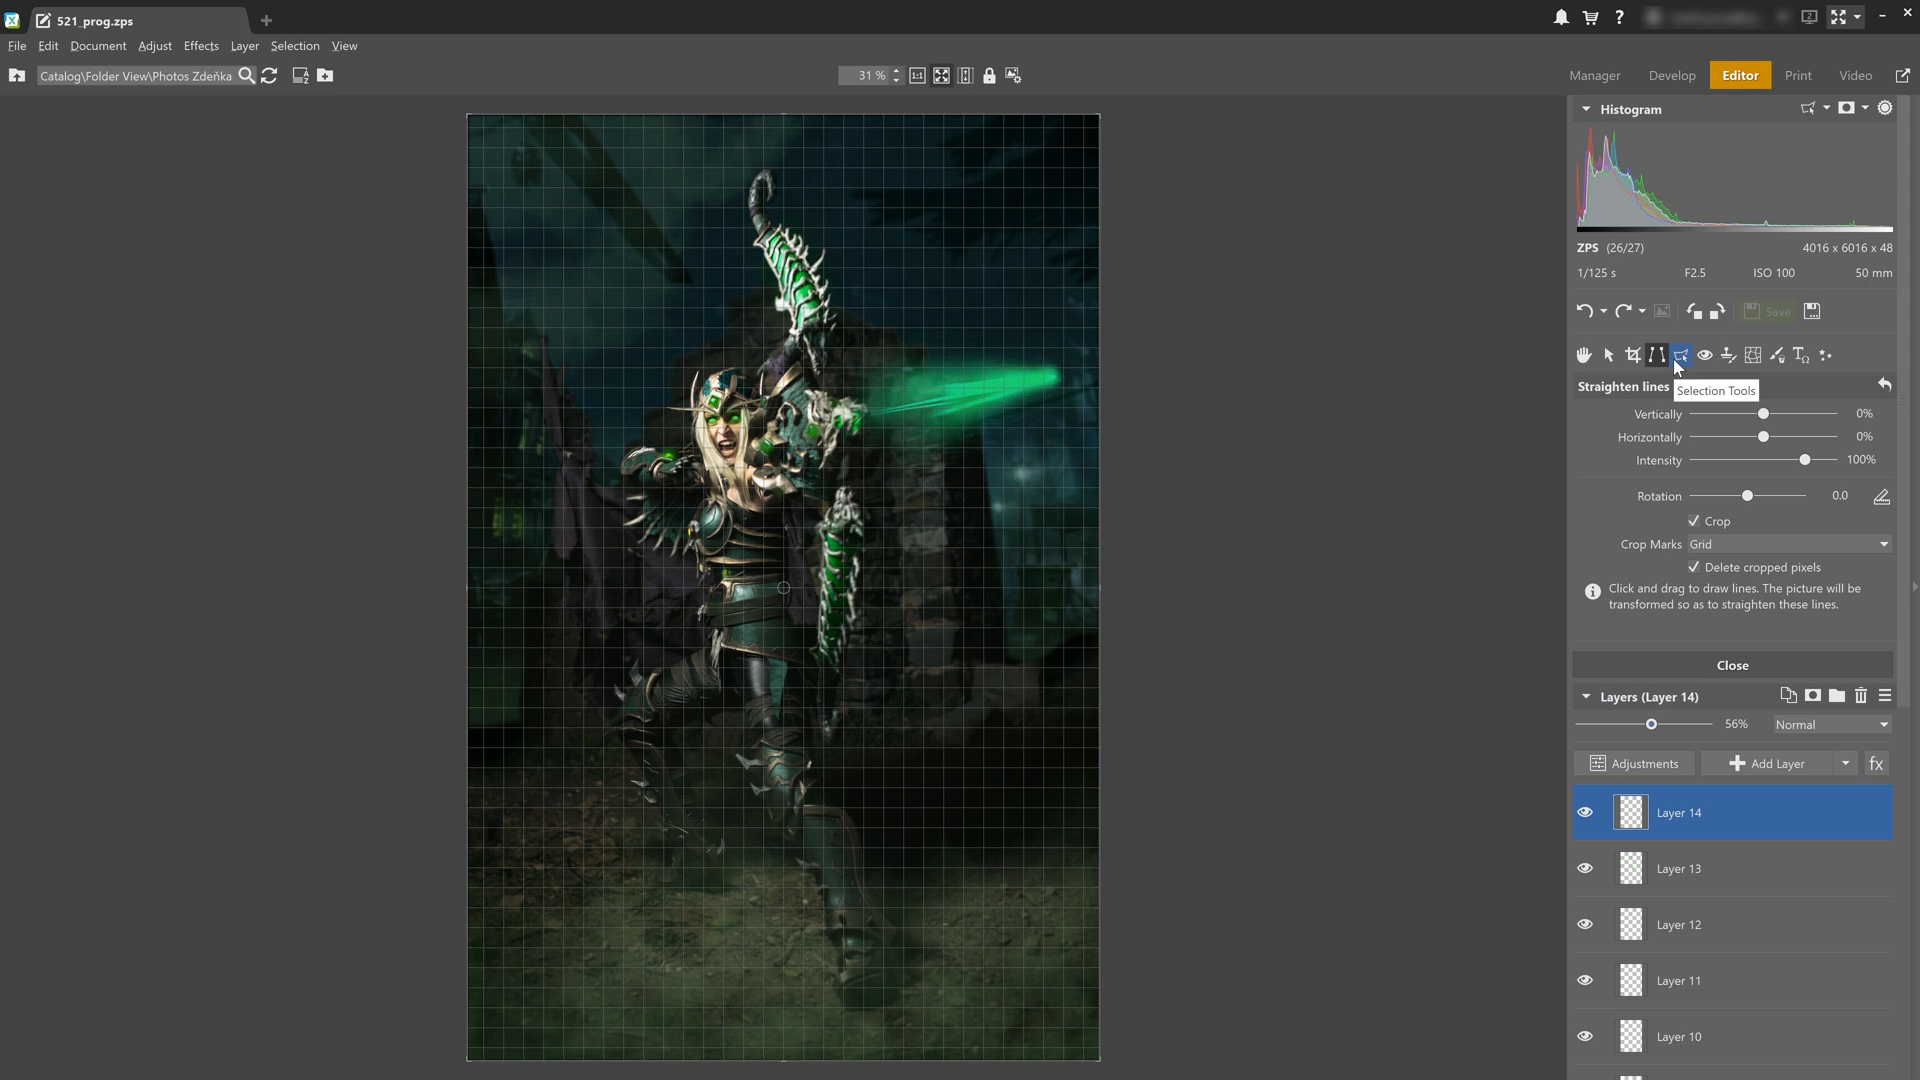 521_prog.zps
2
File Edit Document Adjust Effects Layer Selection View
Catalog\Folder View\Photos Zdeňka
31 %
1:1
Manager Develop Editor Print Video
Histogram
ZPS (26/27) 4016 x 6016 x 48
1/125 s F2.5 ISO 100 50 mm
Save
Straighten lines
Selection Tools
Vertically 0%
Horizontally 0%
Intensity 100%
Rotation 0.0
Crop
Crop Marks Grid
Delete cropped pixels
Click and drag to draw lines. The picture will be
transformed so as to straighten these lines.
Close
Layers (Layer 14)
56% Normal
Adjustments Add Layer fx
Layer 14
Layer 13
Layer 12
Layer 11
Layer 10